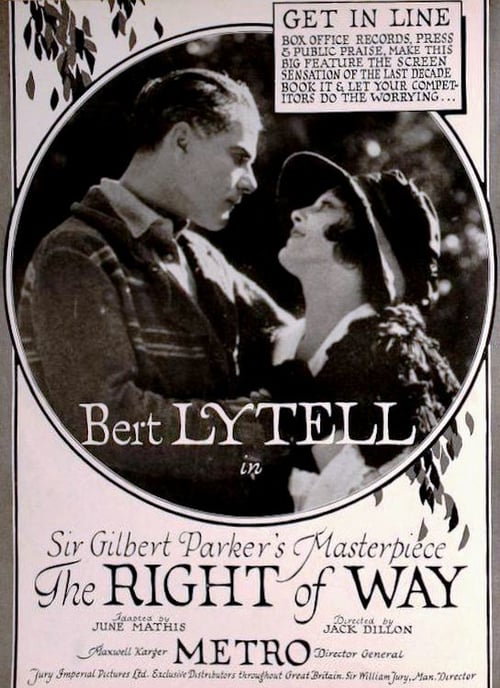 GET IN LINE
BOX OFFICE RECORDS, PRESS
& PUBLIC PRAISE, MAKE THIS
BIG FEATURE THE SCREEN
SENSATION OF THE LAST DECADE
BOOK IT & LET YOUR COMPET-
ITORS DO THE WORRYING...
Bert LYTELL
in
Sir Gilbert Parker's Masterpiece
The RIGHT of WAY
Adapted by
JUNE MATHIS
Directed by
JACK DILLON
Maxwell Karger METRO Director General
Jury Imperial Pictures Ltd. Exclusive Distributors throughout Great Britain. Sir William Jury, Man. Director